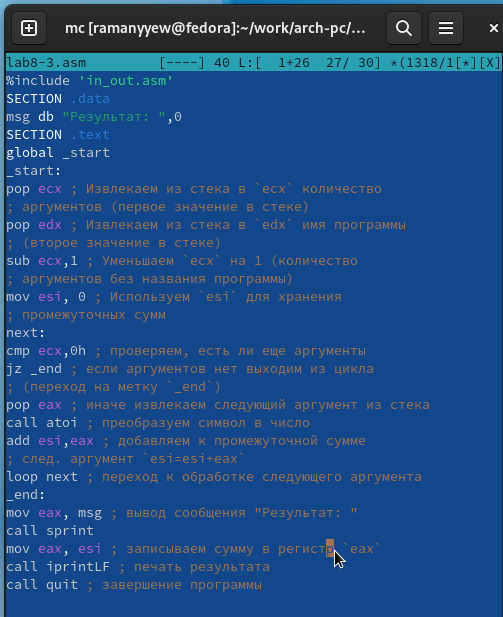 mc [ramanyyew@fedora]:~/work/arch-pc/...
lab8-3.asm [----] 40 L:[ 1+26 27/ 30] *(1318/1[*][X]
%include 'in_out.asm'
SECTION .data
msg db "Результат: ",0
SECTION .text
global _start
_start:
pop ecx ; Извлекаем из стека в `ecx` количество
; аргументов (первое значение в стеке)
pop edx ; Извлекаем из стека в `edx` имя программы
; (второе значение в стеке)
sub ecx,1 ; Уменьшаем `ecx` на 1 (количество
; аргументов без названия программы)
mov esi, 0 ; Используем `esi` для хранения
; промежуточных сумм
next:
cmp ecx,0h ; проверяем, есть ли еще аргументы
jz _end ; если аргументов нет выходим из цикла
; (переход на метку `_end`)
pop eax ; иначе извлекаем следующий аргумент из стека
call atoi ; преобразуем символ в число
add esi,eax ; добавляем к промежуточной сумме
; след. аргумент `esi=esi+eax`
loop next ; переход к обработке следующего аргумента
_end:
mov eax, msg ; вывод сообщения "Результат: "
call sprint
mov eax, esi ; записываем сумму в регистр `eax`
call iprintLF ; печать результата
call quit ; завершение программы